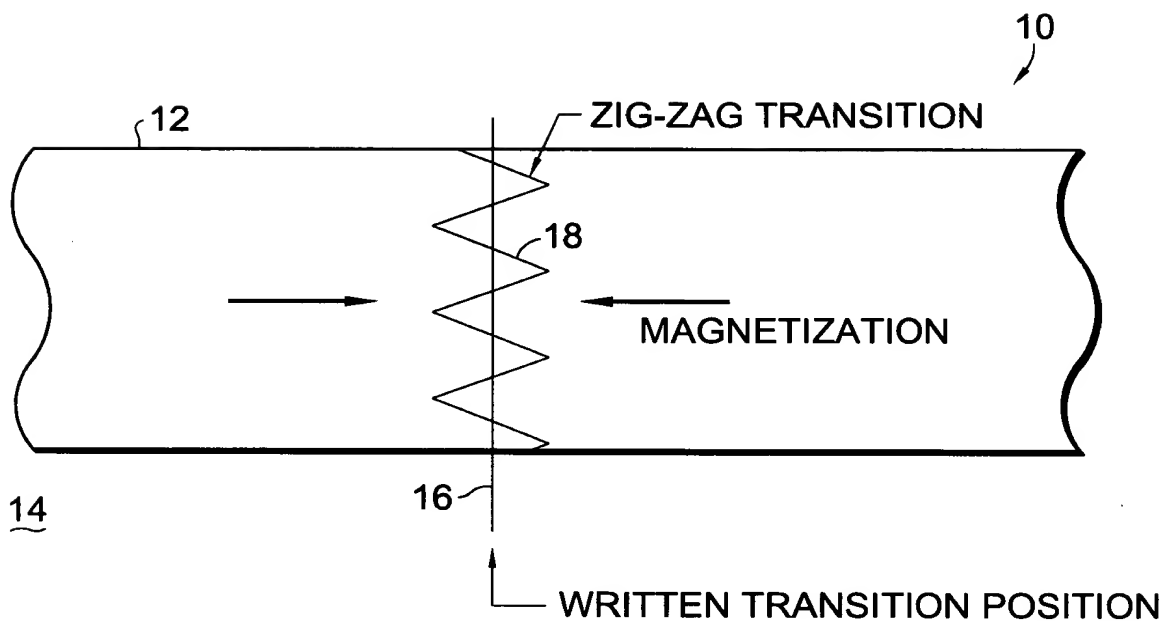 10
12
ZIG-ZAG TRANSITION
18
MAGNETIZATION
16
14
WRITTEN TRANSITION POSITION